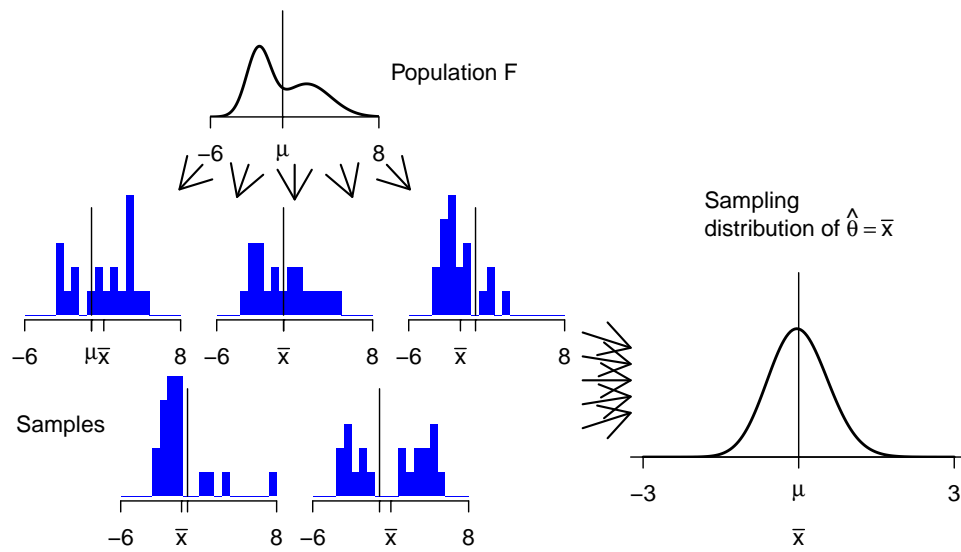 Population F
−6 μ 8
Sampling
distribution of θ̂ = x̄
−6 μ x̄ 8
−6 x̄ 8
−6 x̄ 8
Samples
−6 x̄ 8
−6 x̄ 8
−3 μ 3
x̄